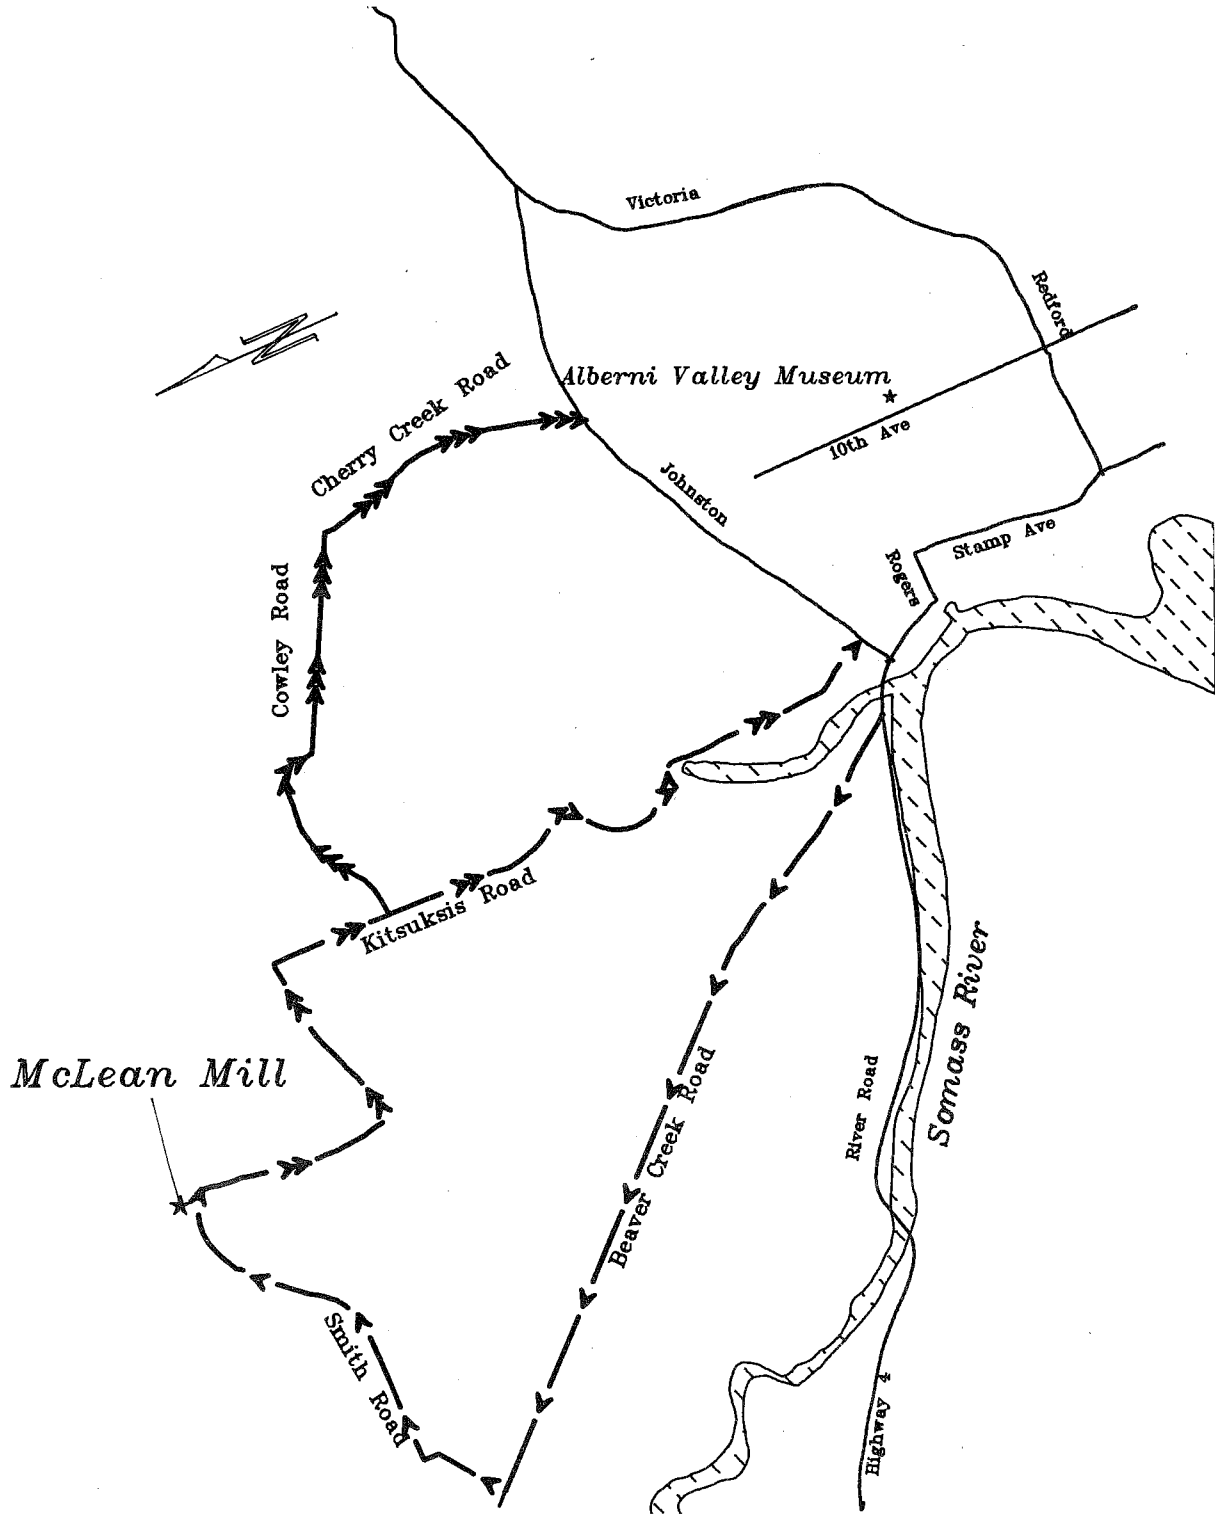 Victoria
Redford
N
Alberni Valley Museum
Cherry Creek Road
10th Ave
Johnston
Stamp Ave
Rogers
Cowley Road
Kitsuksis Road
Somass River
McLean Mill
River Road
Beaver Creek Road
Smith Road
Highway 4